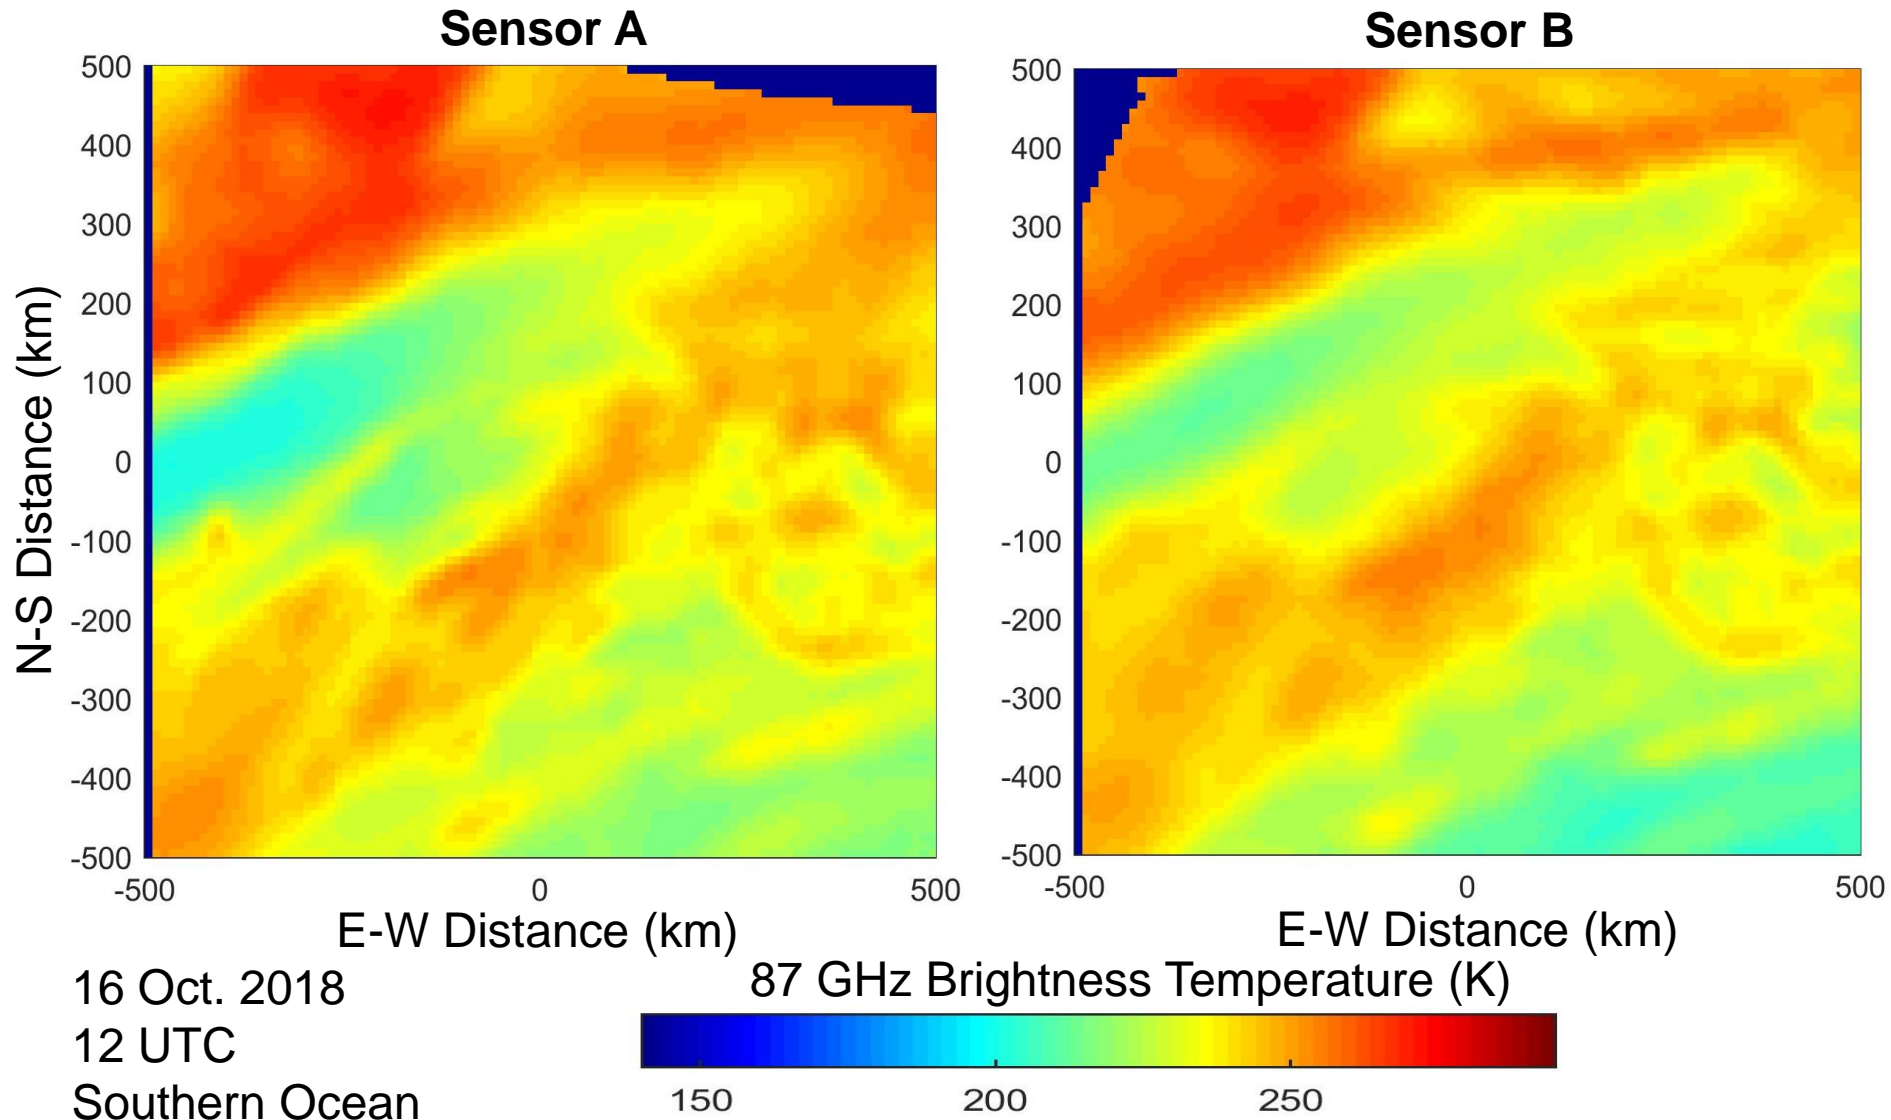 Sensor A
Sensor B
500
400
300
200
100
0
-100
-200
-300
-400
-500
N-S Distance (km)
-500 0 500
E-W Distance (km)
500
400
300
200
100
0
-100
-200
-300
-400
-500
-500 0 500
E-W Distance (km)
16 Oct. 2018
12 UTC
Southern Ocean
87 GHz Brightness Temperature (K)
150 200 250